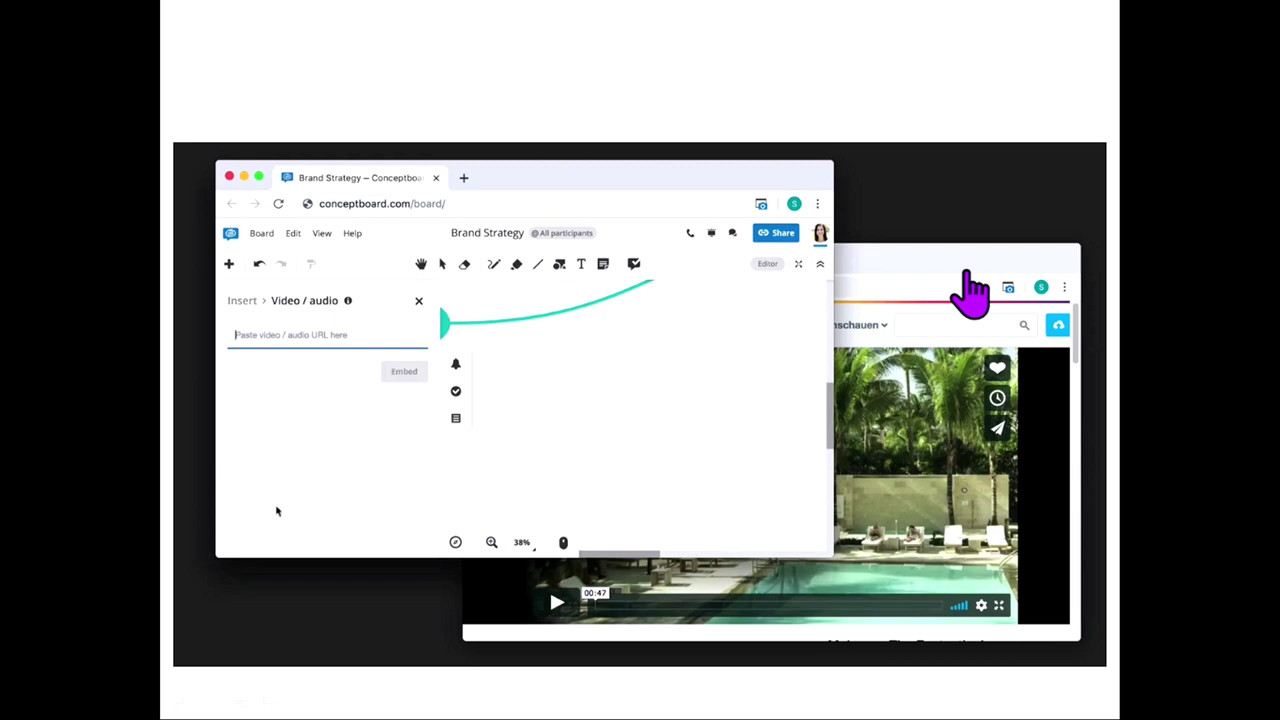 Brand Strategy – Conceptboa
conceptboard.com/board/
S
Board Edit View Help
Brand Strategy @All participants
Share
Editor
Insert > Video / audio
Paste video / audio URL here
Embed
38%
S
schauen
00:47